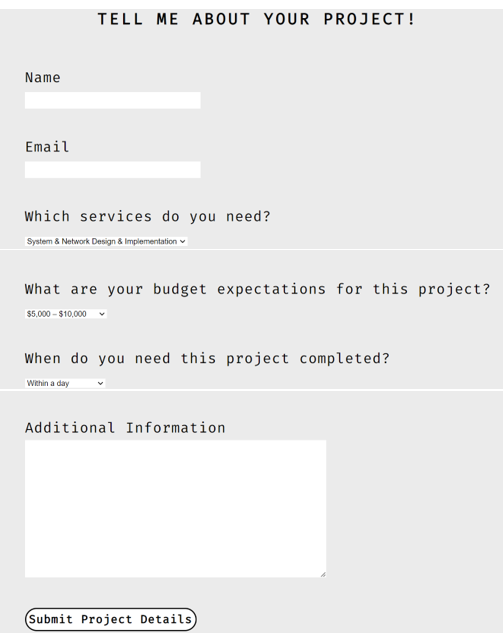 TELL ME ABOUT YOUR PROJECT!
Name
Email
Which services do you need?
System & Network Design & Implementation
What are your budget expectations for this project?
$5,000 – $10,000
When do you need this project completed?
Within a day
Additional Information
Submit Project Details